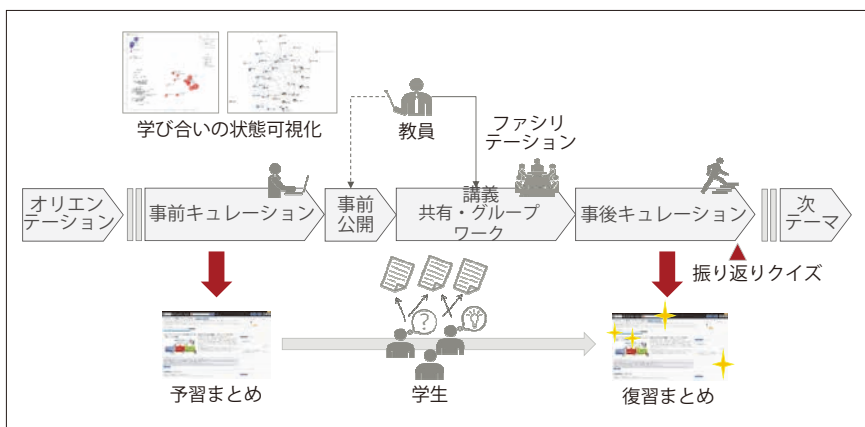 学び合いの状態可視化
教員
ファシリ
テーション
オリエン
テーション
事前キュレーション
事前
公開
講義
共有・グループ
ワーク
事後キュレーション
次
テーマ
振り返りクイズ
?
予習まとめ
学生
復習まとめ